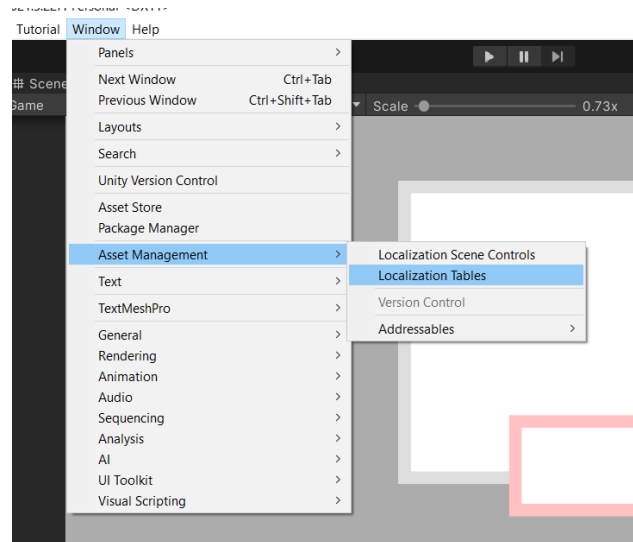 Tutorial Window Help
Panels >
# Scene
Next Window Ctrl+Tab
Game
Previous Window Ctrl+Shift+Tab
Scale 0.73x
Layouts >
Search >
Unity Version Control
Asset Store
Package Manager
Asset Management >
Localization Scene Controls
Text >
Localization Tables
TextMeshPro >
Version Control
General >
Addressables >
Rendering >
Animation >
Audio >
Sequencing >
Analysis >
AI >
UI Toolkit >
Visual Scripting >